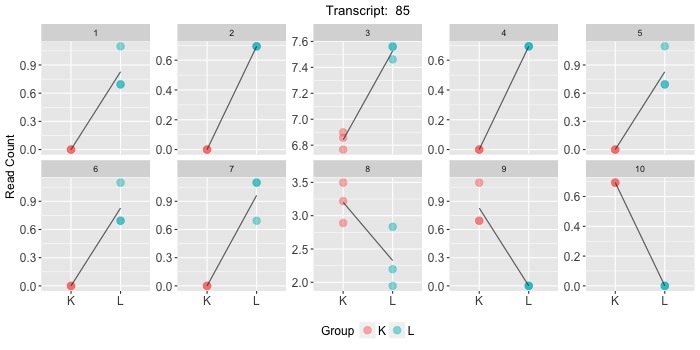 Transcript: 85
1 2 3 4 5
0.9 0.6 0.3 0.0
0.6 0.4 0.2 0.0
7.6 7.4 7.2 7.0 6.8
0.6 0.4 0.2 0.0
0.9 0.6 0.3 0.0
Read Count
6 7 8 9 10
0.9 0.6 0.3 0.0
0.9 0.6 0.3 0.0
3.5 3.0 2.5 2.0
0.9 0.6 0.3 0.0
0.6 0.4 0.2 0.0
K L K L K L K L K L
Group K L